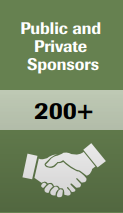 Public and
Private
Sponsors
200+